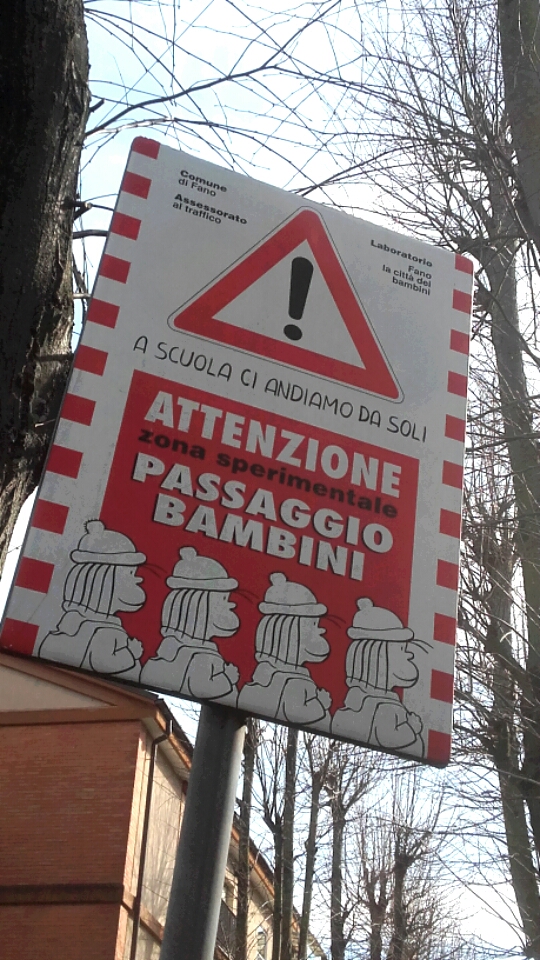 Comune
di Fano
Assessorato
al traffico
Laboratorio
Fano
la città dei
bambini
A SCUOLA CI ANDIAMO DA SOLI
ATTENZIONE
zona sperimentale
PASSAGGIO
BAMBINI